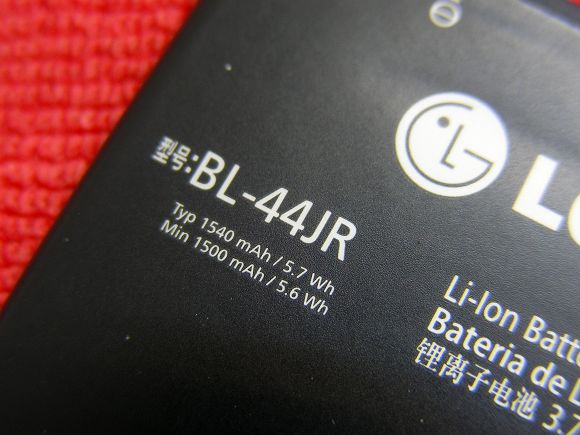 型号:BL-44JR
Typ 1540 mAh / 5.7 Wh
Min 1500 mAh / 5.6 Wh
LG
Li-Ion Batt
Bateria de L
锂离子电池 3.7